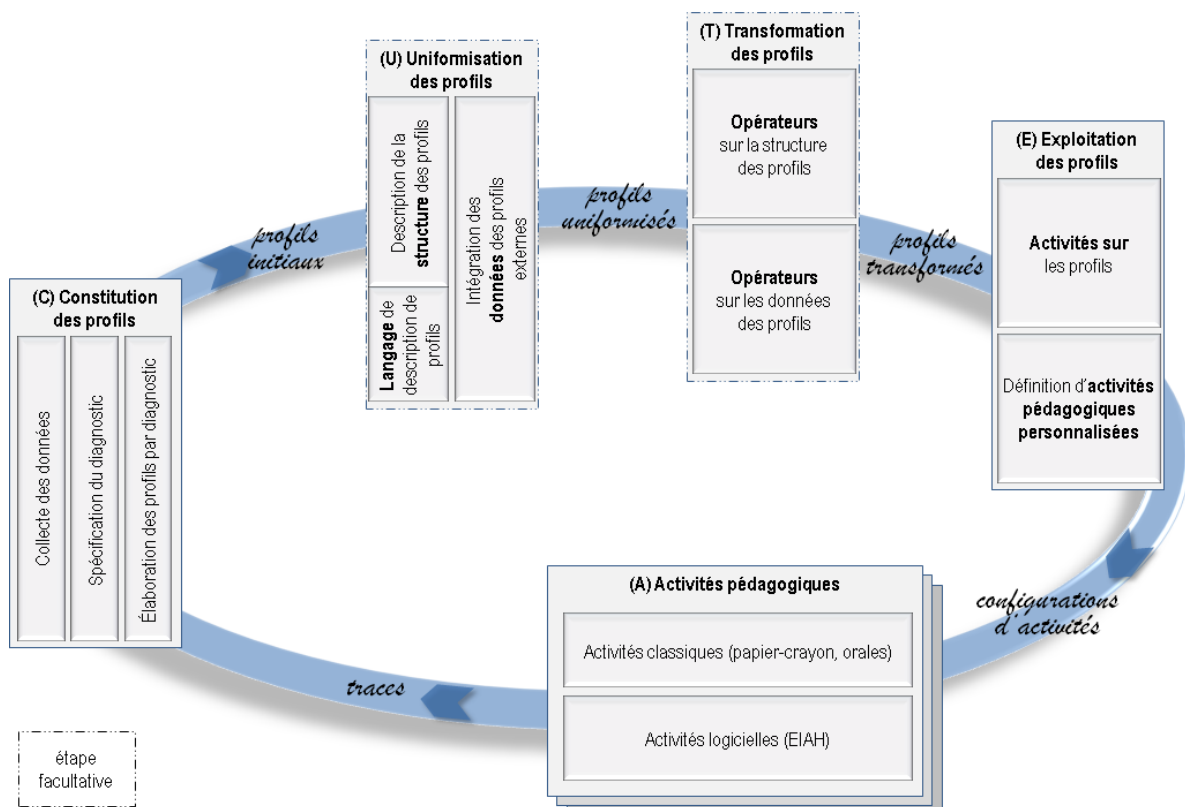 (C) Constitution
des profils
Collecte des données
Spécification du diagnostic
Élaboration des profils par diagnostic
profils
initiaux
(U) Uniformisation
des profils
Description de la
structure des profils
Langage de
description de
profils
Intégration des
données des profils
externes
profils
uniformisés
(T) Transformation
des profils
Opérateurs
sur la structure
des profils
Opérateurs
sur les données
des profils
profils
transformés
(E) Exploitation
des profils
Activités sur
les profils
Définition d'activités
pédagogiques
personnalisées
configurations
d'activités
(A) Activités pédagogiques
Activités classiques (papier-crayon, orales)
Activités logicielles (EIAH)
traces
étape
facultative